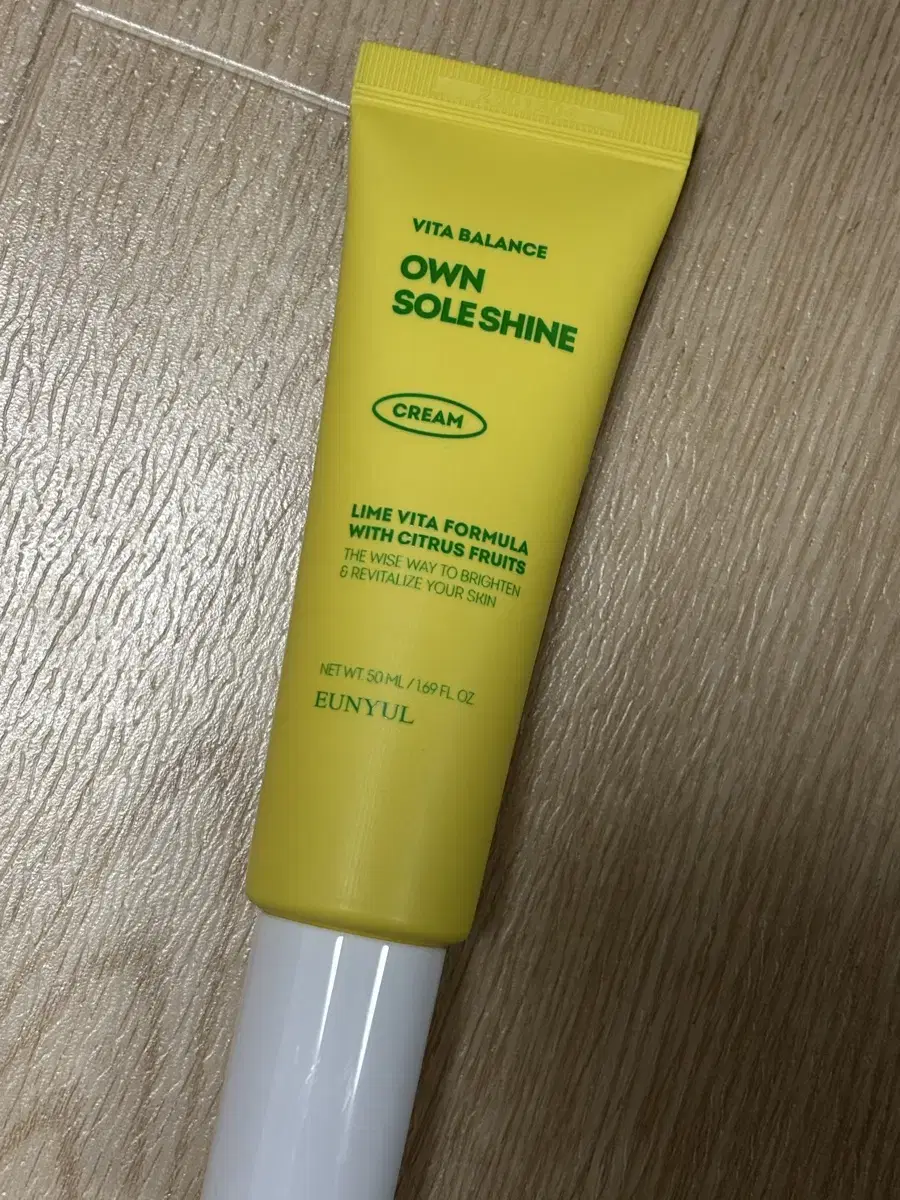 VITA BALANCE
OWN
SOLE SHINE
CREAM
LIME VITA FORMULA
WITH CITRUS FRUITS
THE WISE WAY TO BRIGHTEN
& REVITALIZE YOUR SKIN
NET WT. 50 ML / 1.69 FL. OZ
EUNYUL